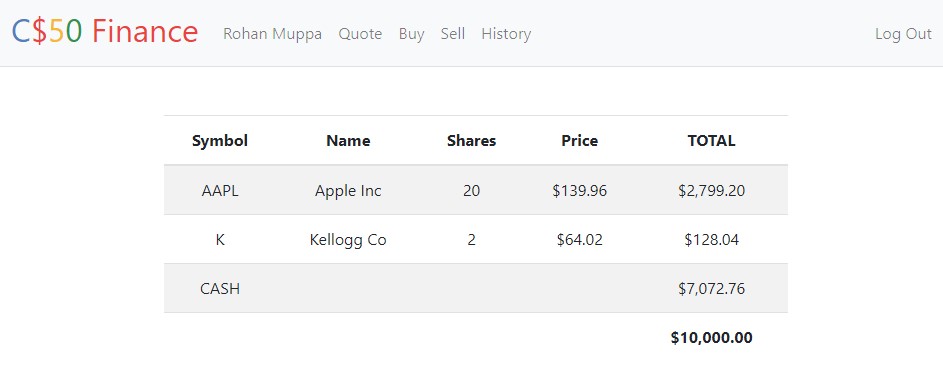 C$50 Finance Rohan Muppa Quote Buy Sell History Log Out
Symbol Name Shares Price TOTAL
AAPL Apple Inc 20 $139.96 $2,799.20
K Kellogg Co 2 $64.02 $128.04
CASH $7,072.76
$10,000.00